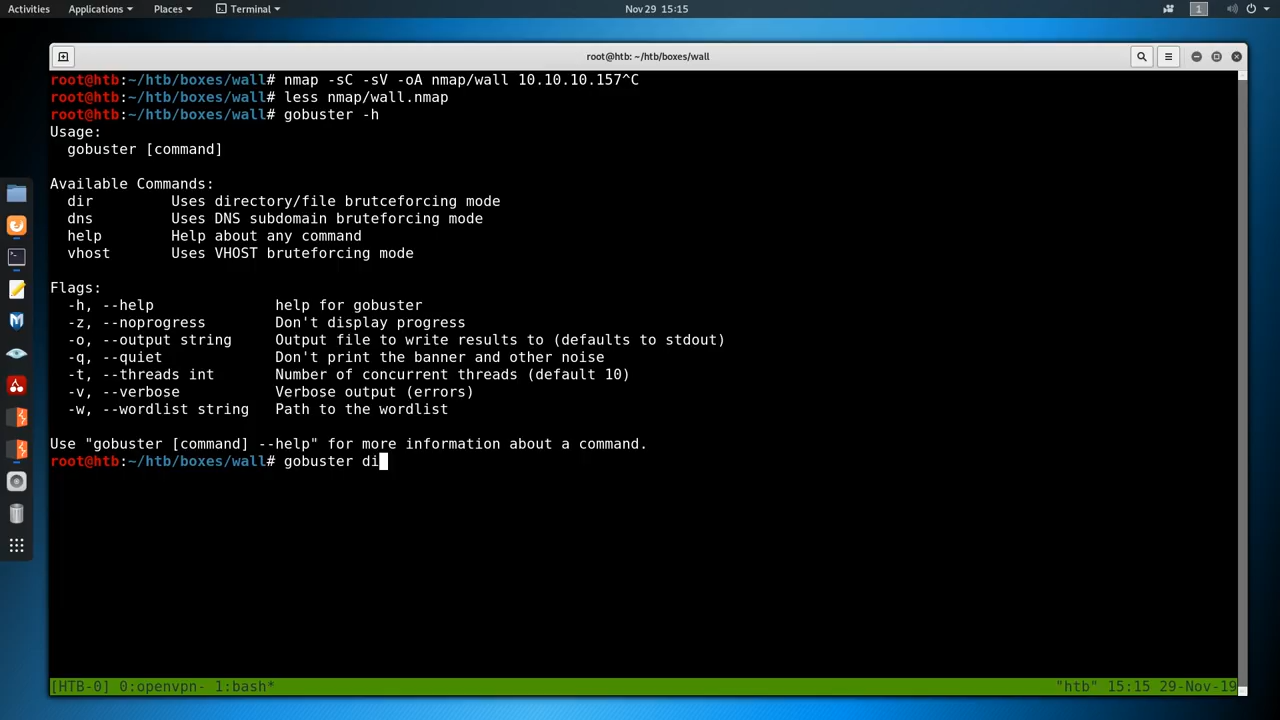 Activities Applications Places Terminal Nov 29 15:15 1
root@htb: ~/htb/boxes/wall
root@htb:~/htb/boxes/wall# nmap -sC -sV -oA nmap/wall 10.10.10.157^C
root@htb:~/htb/boxes/wall# less nmap/wall.nmap
root@htb:~/htb/boxes/wall# gobuster -h
Usage:
  gobuster [command]
Available Commands:
  dir         Uses directory/file brutceforcing mode
  dns         Uses DNS subdomain bruteforcing mode
  help        Help about any command
  vhost       Uses VHOST bruteforcing mode
Flags:
  -h, --help              help for gobuster
  -z, --noprogress        Don't display progress
  -o, --output string     Output file to write results to (defaults to stdout)
  -q, --quiet             Don't print the banner and other noise
  -t, --threads int       Number of concurrent threads (default 10)
  -v, --verbose           Verbose output (errors)
  -w, --wordlist string   Path to the wordlist
Use "gobuster [command] --help" for more information about a command.
root@htb:~/htb/boxes/wall# gobuster di
[HTB-0] 0:openvpn- 1:bash* "htb" 15:15 29-Nov-19